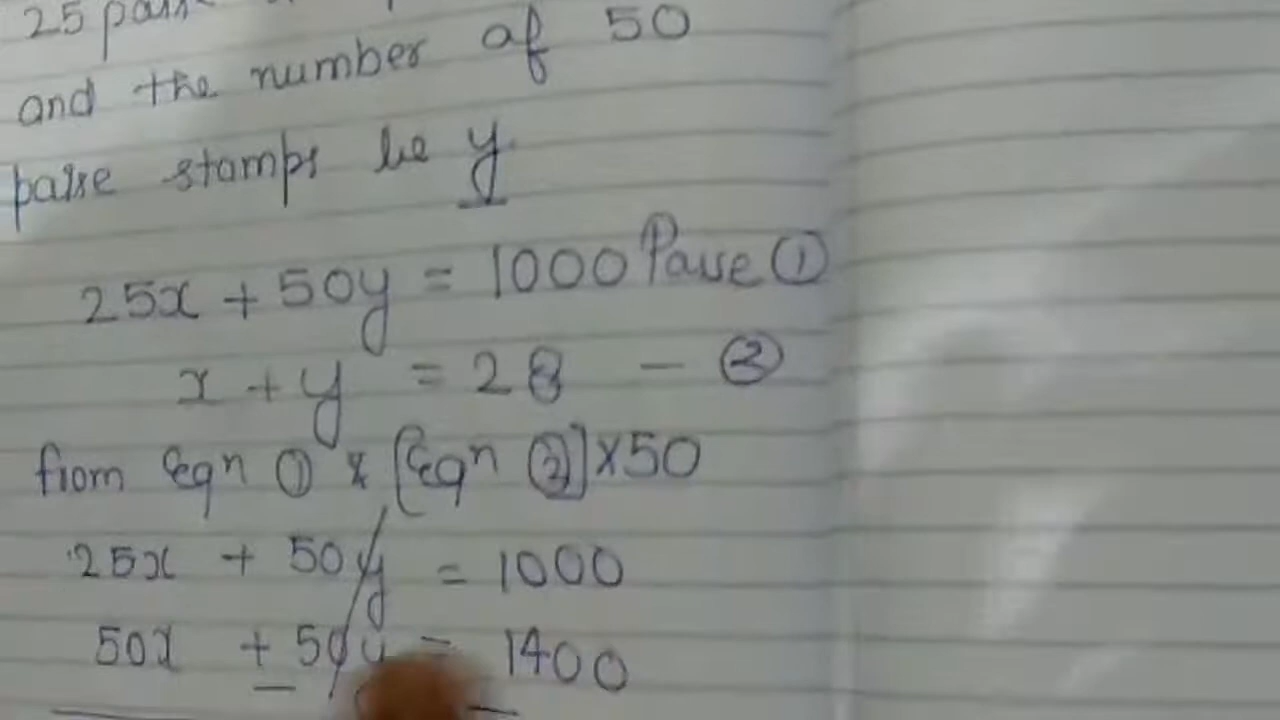 25
and the number of 50
paise stamps be y
25x + 50y = 1000 Paise ①
x + y = 28 - ②
from Eqn ① & [Eqn ②] × 50
25x + 50y = 1000
50x + 50y = 1400